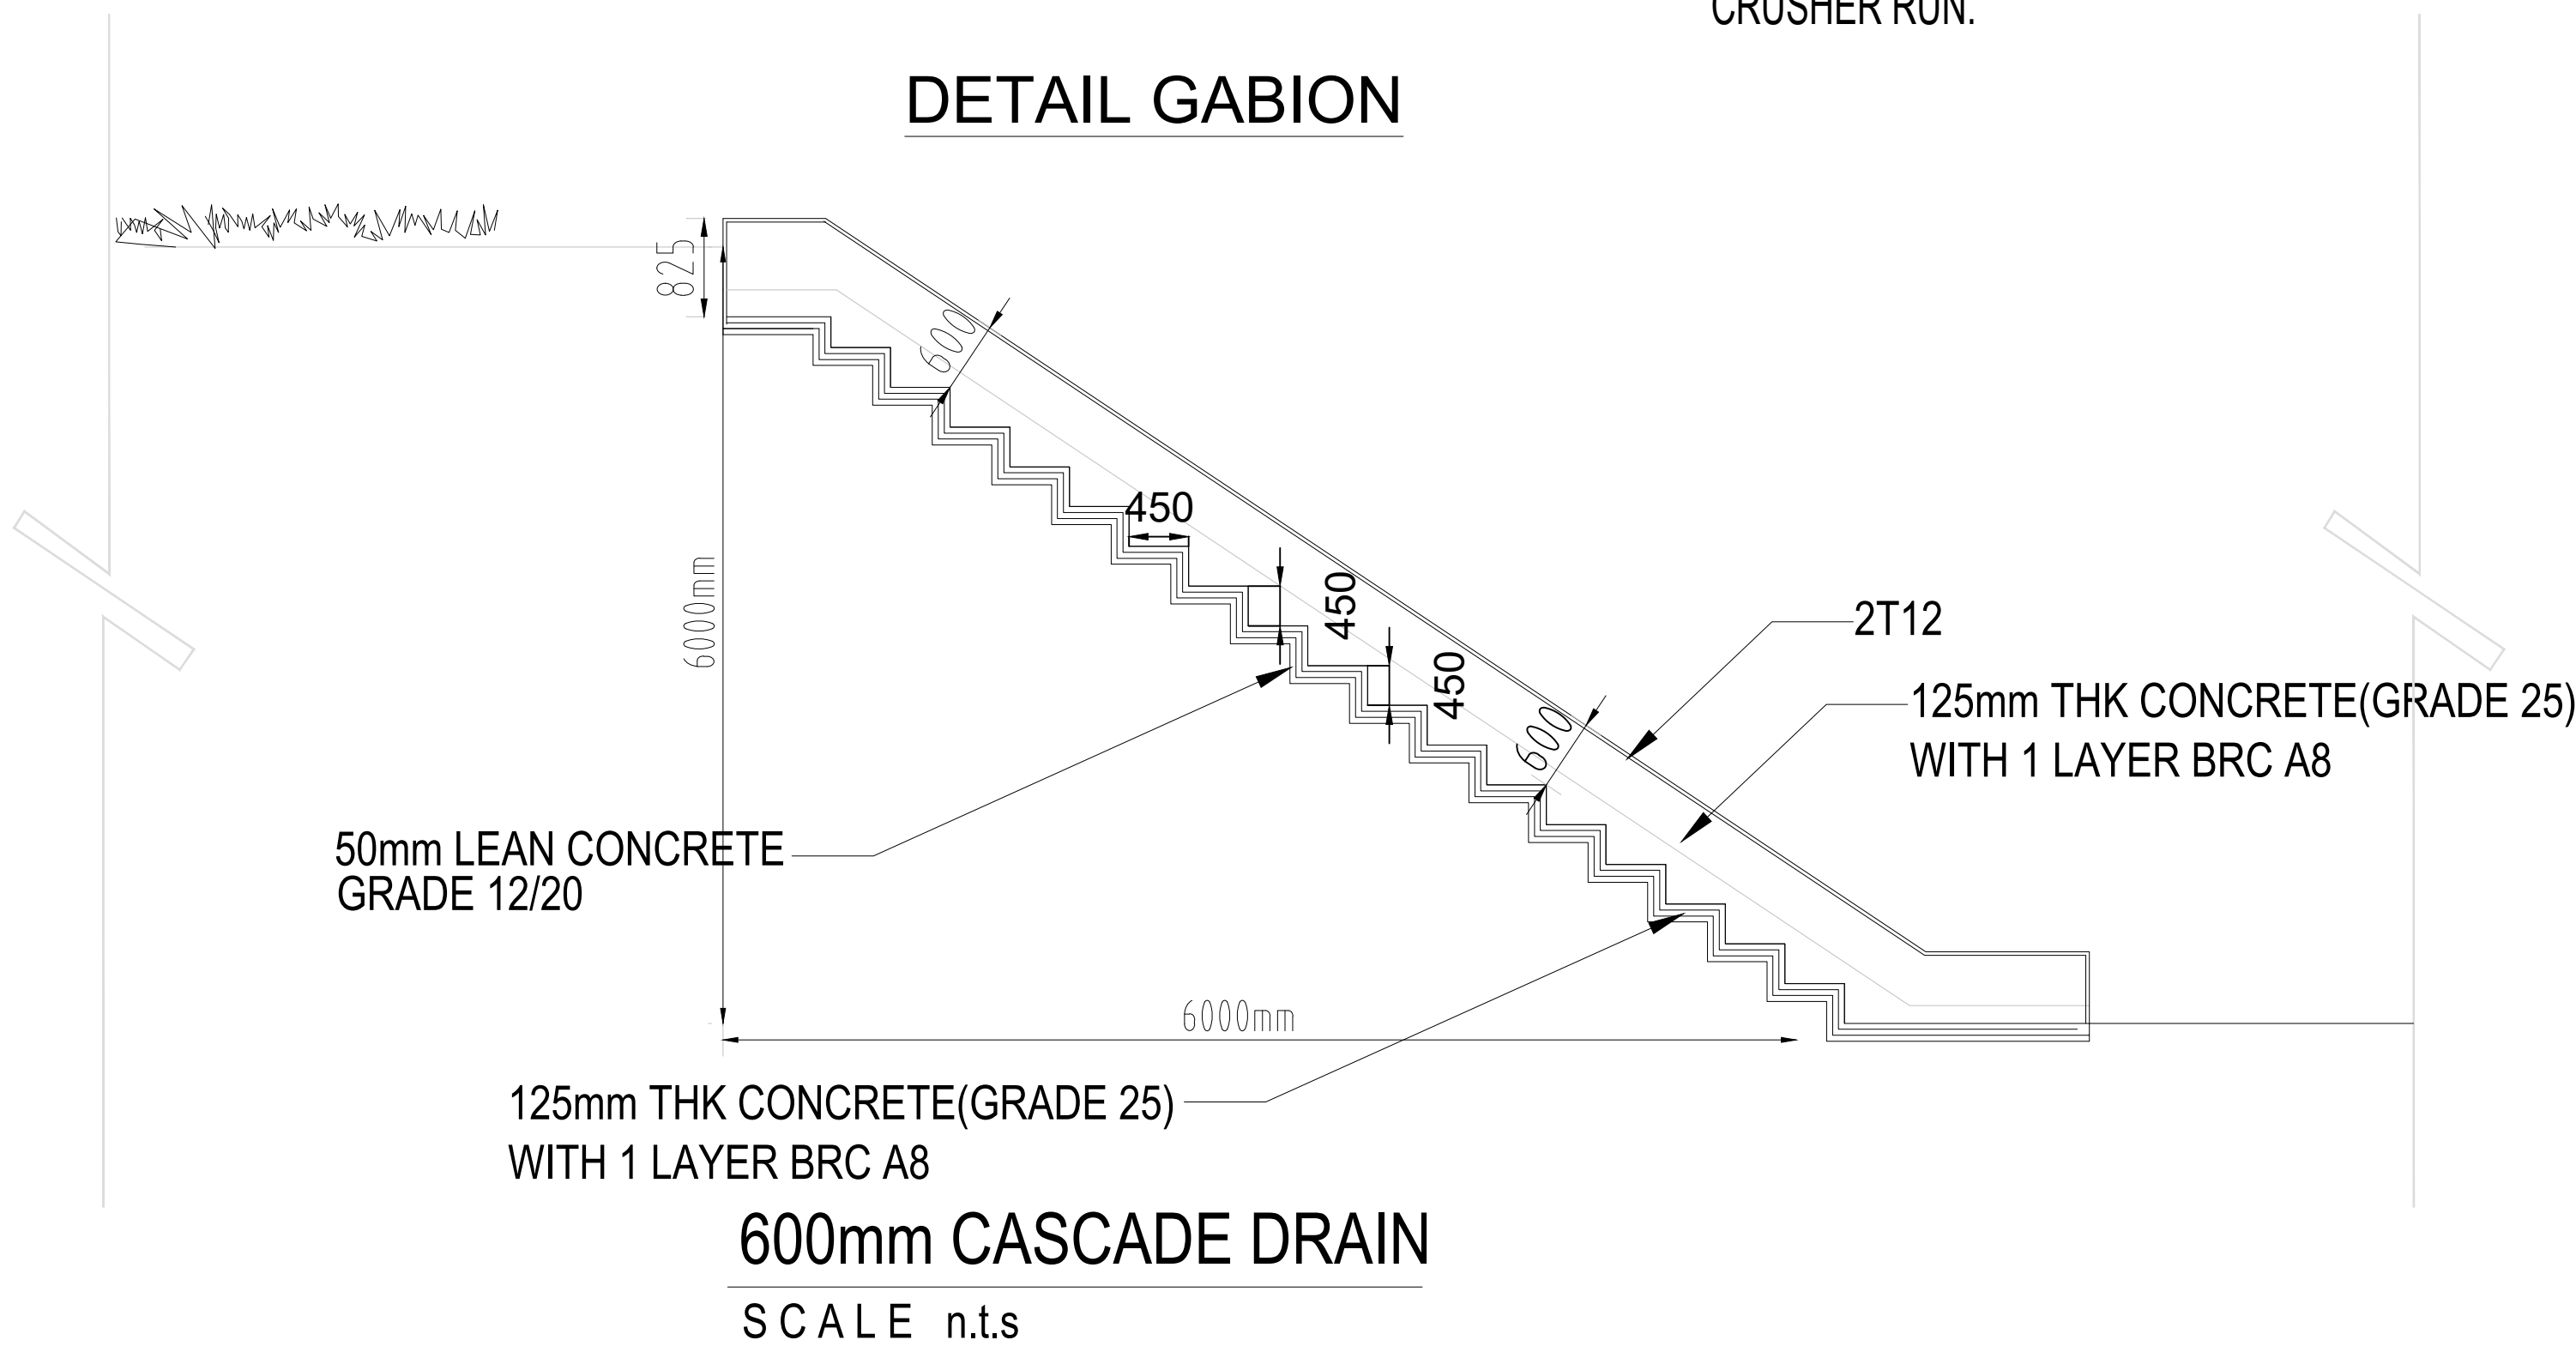 CRUSHER RUN.
DETAIL GABION
825
600
450
450
450
600
6000mm
2T12
125mm THK CONCRETE(GRADE 25)
WITH 1 LAYER BRC A8
50mm LEAN CONCRETE
GRADE 12/20
6000mm
125mm THK CONCRETE(GRADE 25)
WITH 1 LAYER BRC A8
600mm CASCADE DRAIN
SCALE n.t.s